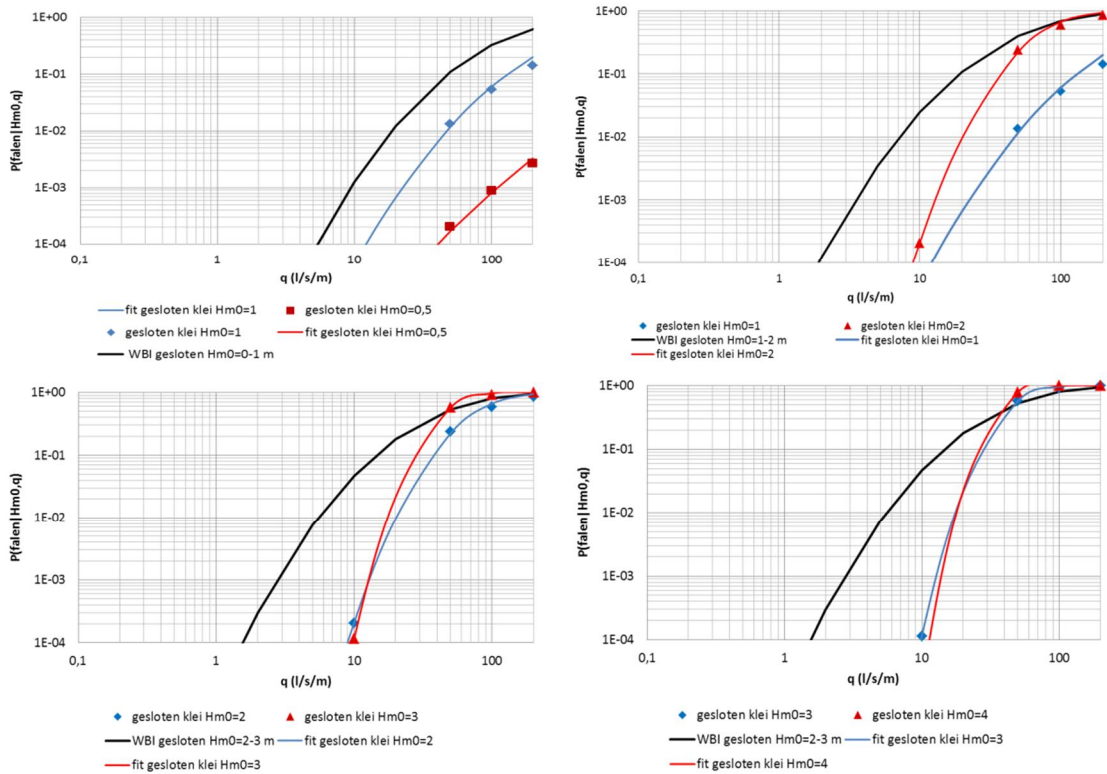 1E+00
1E-01
1E-02
1E-03
1E-04
P(falen|Hm0,q)
0,1 1 10 100
q (l/s/m)
fit gesloten klei Hm0=1 gesloten klei Hm0=0,5
gesloten klei Hm0=1 fit gesloten klei Hm0=0,5
WBI gesloten Hm0=0-1 m
1E+00
1E-01
1E-02
1E-03
1E-04
P(falen|Hm0,q)
0,1 1 10 100
q (l/s/m)
gesloten klei Hm0=1 gesloten klei Hm0=2
WBI gesloten Hm0=1-2 m fit gesloten klei Hm0=1
fit gesloten klei Hm0=2
1E+00
1E-01
1E-02
1E-03
1E-04
P(falen|Hm0,q)
0,1 1 10 100
q (l/s/m)
gesloten klei Hm0=2 gesloten klei Hm0=3
WBI gesloten Hm0=2-3 m fit gesloten klei Hm0=2
fit gesloten klei Hm0=3
1E+00
1E-01
1E-02
1E-03
1E-04
P(falen|Hm0,q)
0,1 1 10 100
q (l/s/m)
gesloten klei Hm0=3 gesloten klei Hm0=4
WBI gesloten Hm0=2-3 m fit gesloten klei Hm0=3
fit gesloten klei Hm0=4